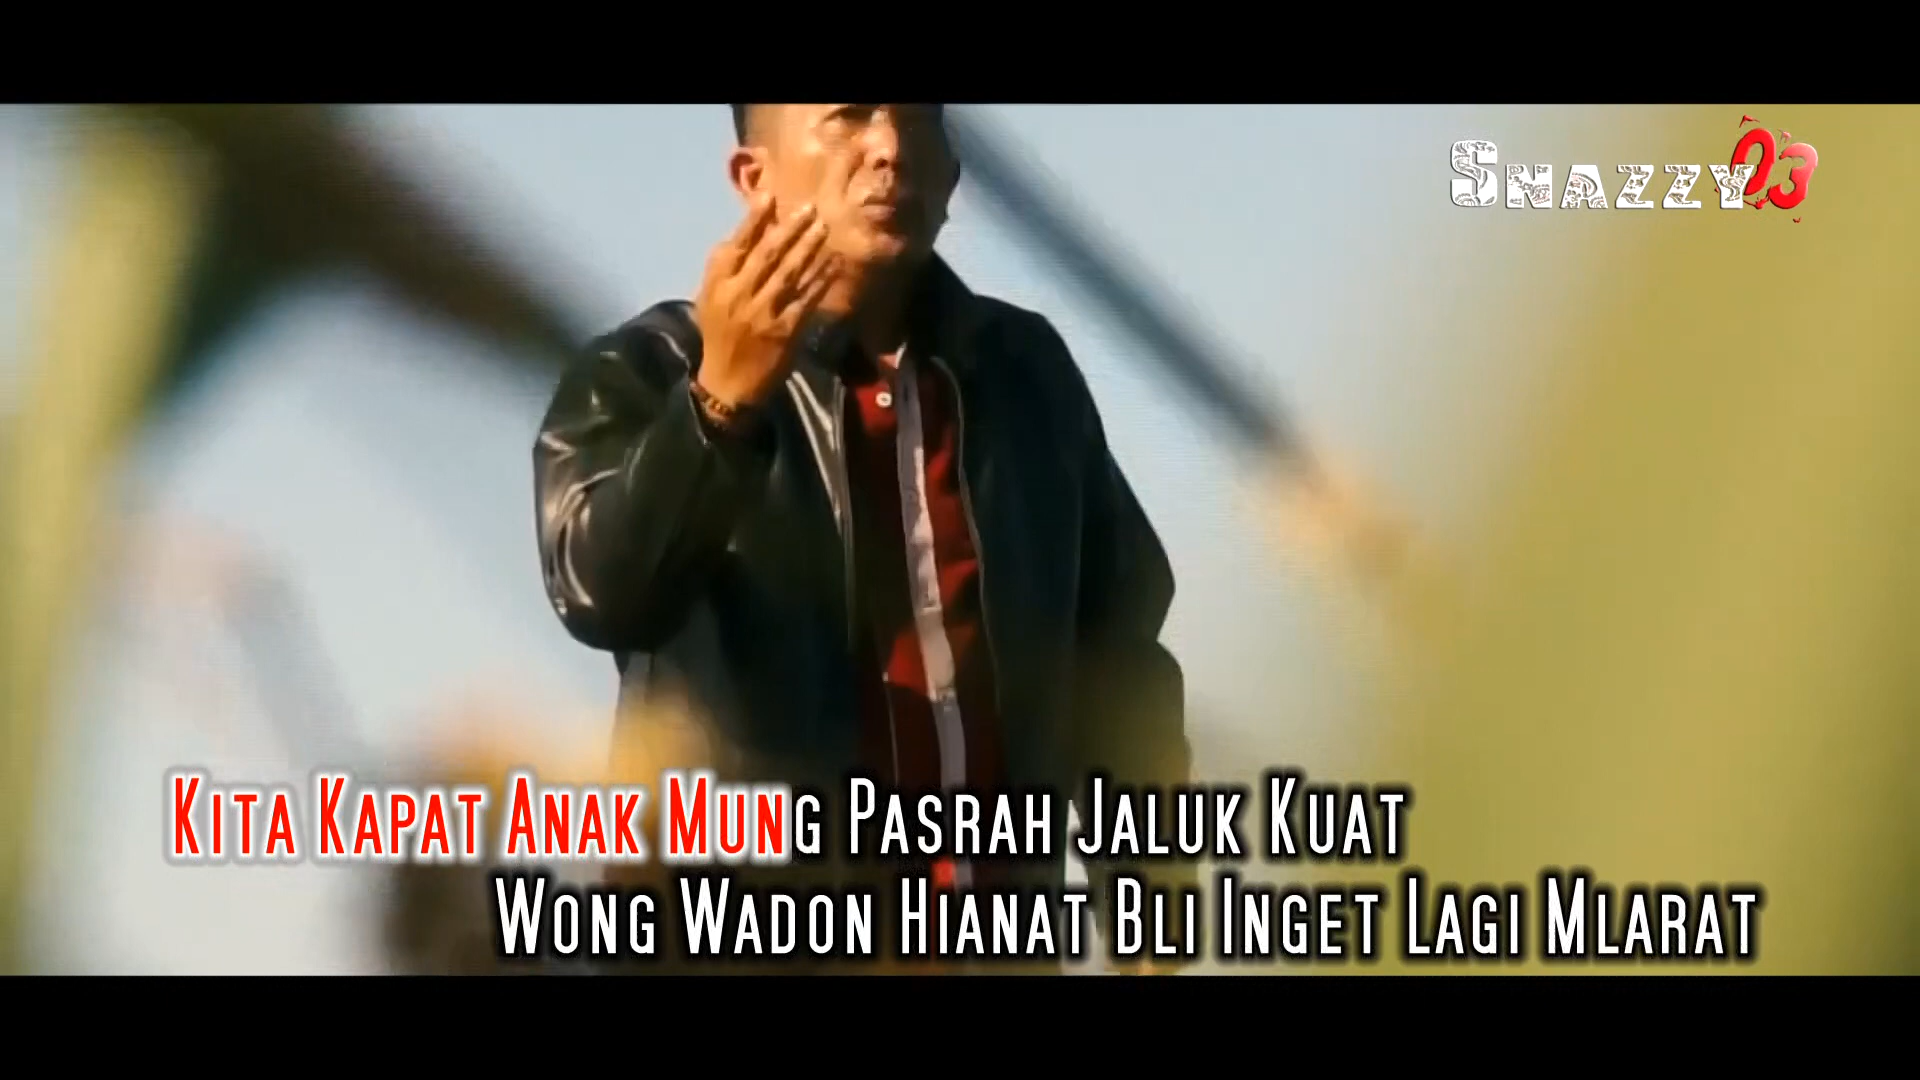 Snazzy03
Kita Kapat Anak Mung Pasrah Jaluk Kuat
Wong Wadon Hianat Bli Inget Lagi Mlarat